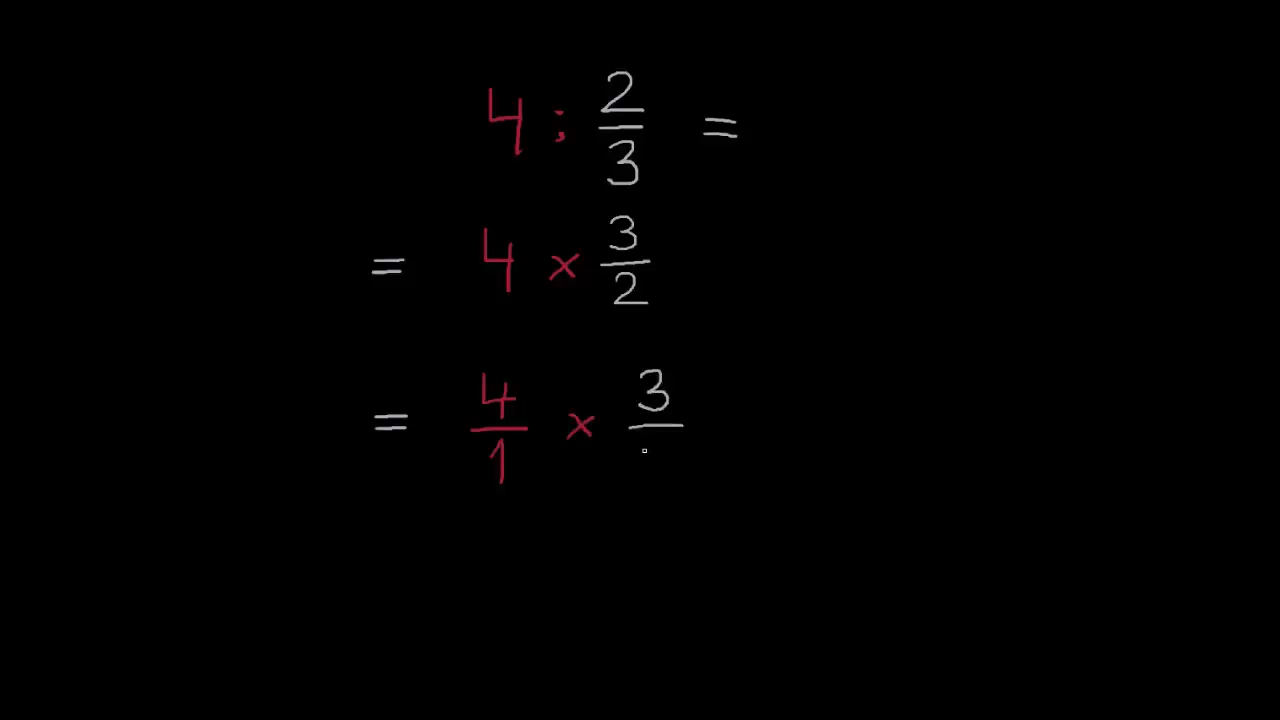 4 : 2/3 =
= 4 × 3/2
= 4/1 × 3/